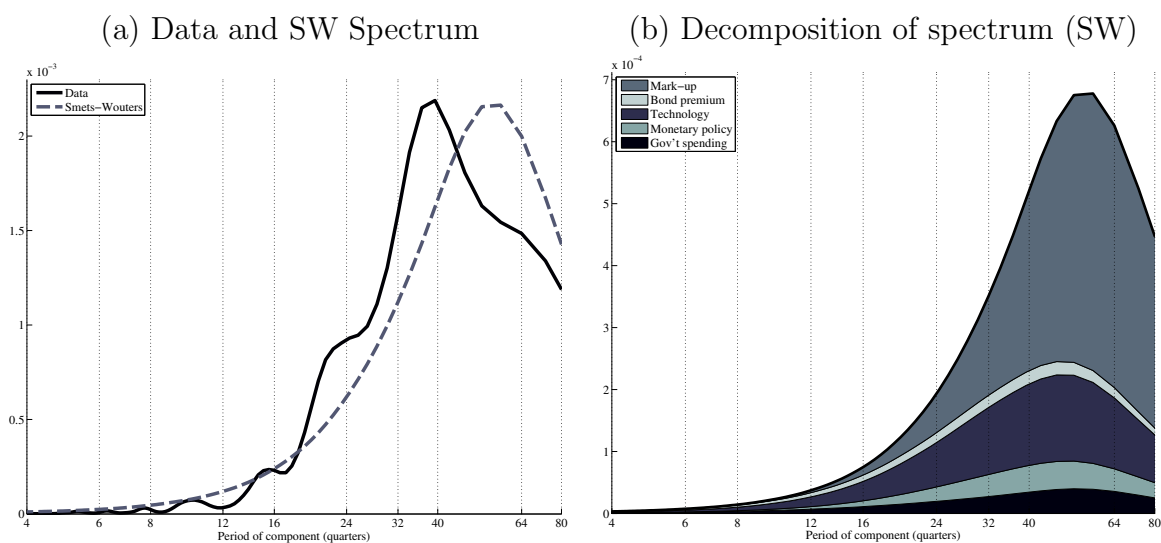 (a) Data and SW Spectrum
x 10⁻³
Data
Smets-Wouters
2
1.5
1
0.5
0
4 6 8 12 16 24 32 40 64 80
Period of component (quarters)
(b) Decomposition of spectrum (SW)
x 10⁻⁴
7
Mark-up
Bond premium
Technology
Monetary policy
Gov't spending
6
5
4
3
2
1
0
4 6 8 12 16 24 32 40 64 80
Period of component (quarters)